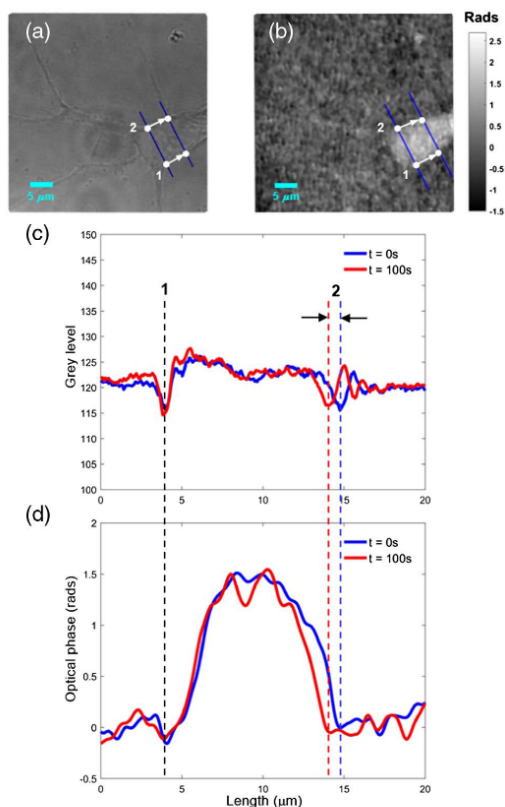 (a)
2
1
5 μm
(b)
2
1
5 μm
Rads
2.5
2
1.5
1
0.5
0
-0.5
-1
-1.5
(c)
150
145
140
135
130
125
120
115
110
105
100
Grey level
1
2
t = 0s
t = 100s
0 5 10 15 20
(d)
2
1.5
1
0.5
0
-0.5
Optical phase (rads)
t = 0s
t = 100s
0 5 10 15 20
Length (μm)